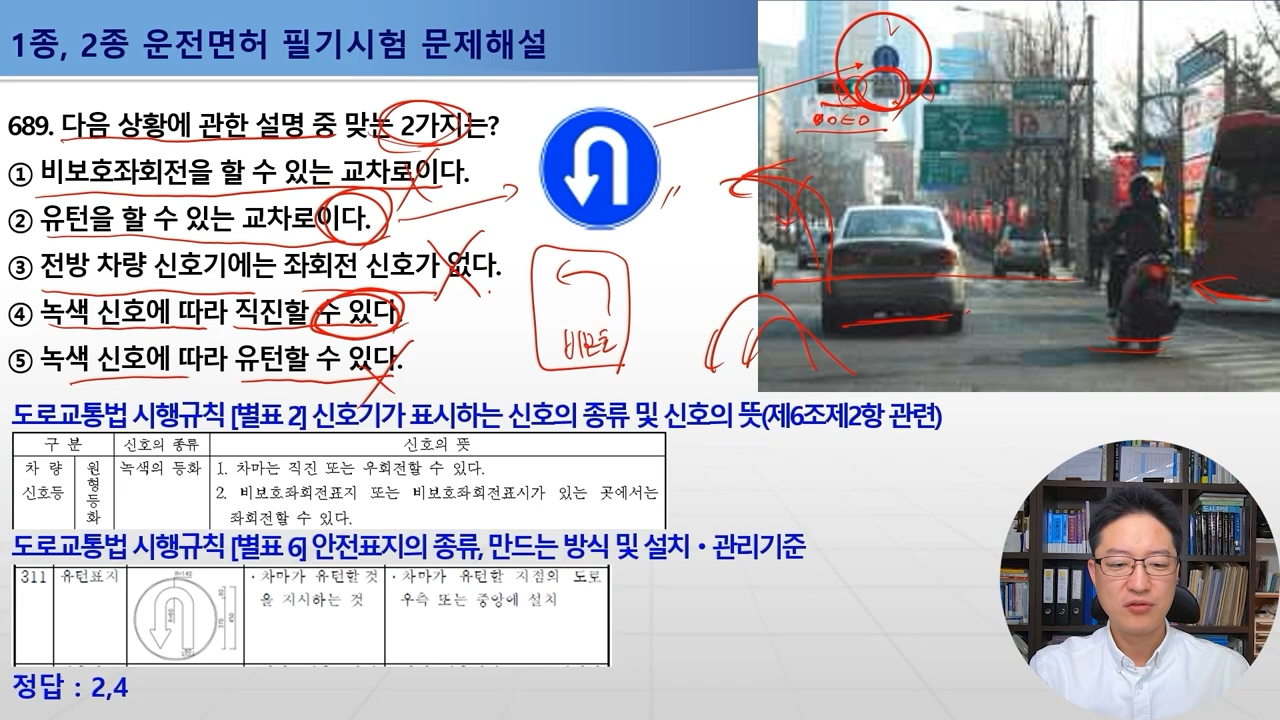 1종, 2종 운전면허 필기시험 문제해설
689. 다음 상황에 관한 설명 중 맞는 2가지는?
① 비보호좌회전을 할 수 있는 교차로이다.
② 유턴을 할 수 있는 교차로이다.
③ 전방 차량 신호기에는 좌회전 신호가 없다.
④ 녹색 신호에 따라 직진할 수 있다.
⑤ 녹색 신호에 따라 유턴할 수 있다.
비보호
도로교통법 시행규칙 [별표 2] 신호기가 표시하는 신호의 종류 및 신호의 뜻(제6조제2항 관련)
구 분 신호의 종류 신호의 뜻
차 량 신호등 원형등화 녹색의 등화 1. 차마는 직진 또는 우회전할 수 있다.
2. 비보호좌회전표지 또는 비보호좌회전표시가 있는 곳에서는
좌회전할 수 있다.
도로교통법 시행규칙 [별표 6] 안전표지의 종류, 만드는 방식 및 설치・관리기준
311 유턴표지 ·차마가 유턴할 것 ·차마가 유턴할 지점의 도로
을 지시하는 것 우측 또는 중앙에 설치
정답 : 2,4